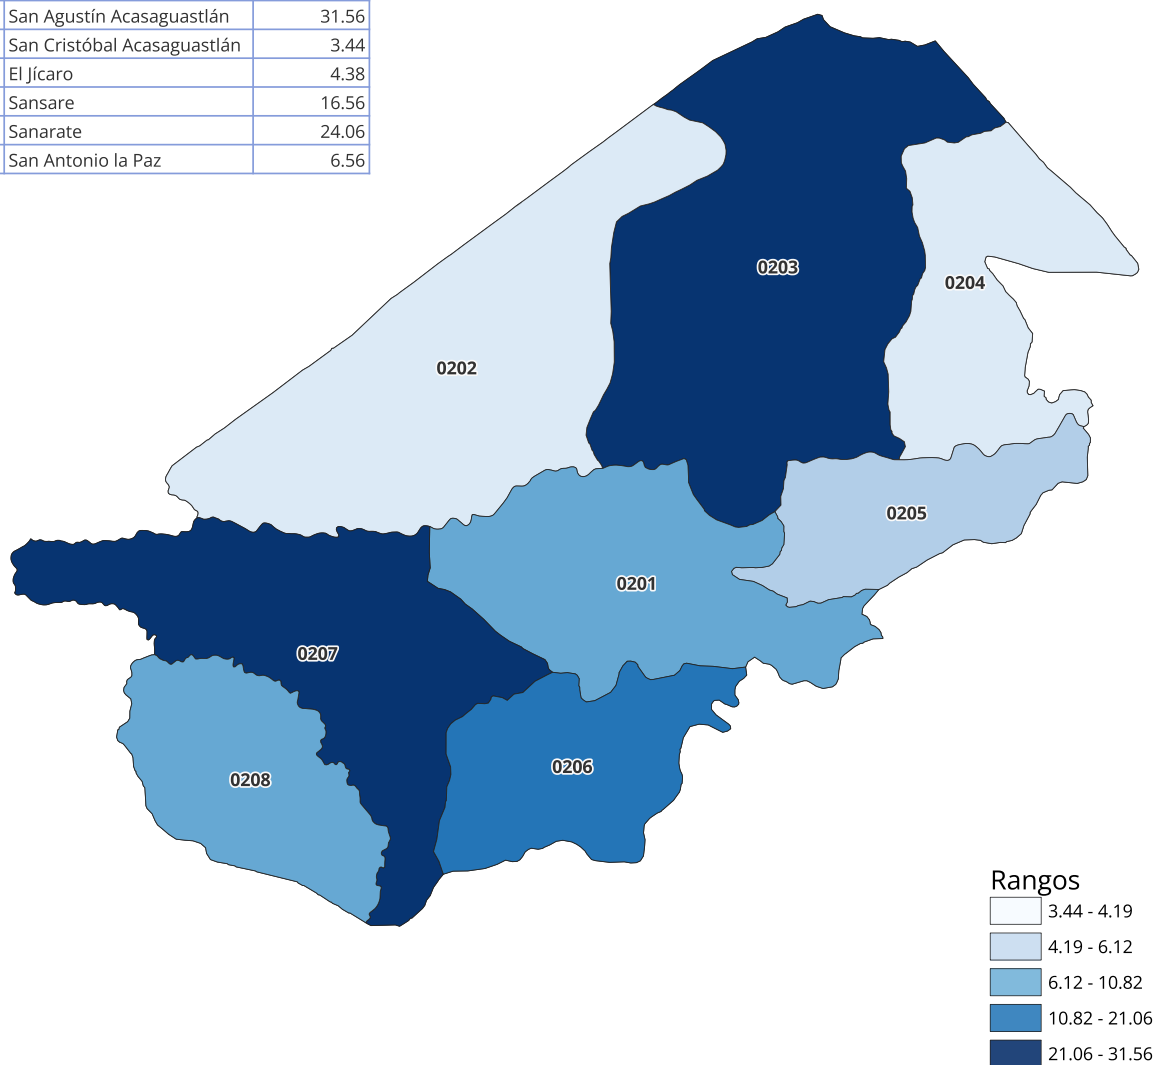 San Agustín Acasaguastlán 31.56
San Cristóbal Acasaguastlán 3.44
El Jícaro 4.38
Sansare 16.56
Sanarate 24.06
San Antonio la Paz 6.56
0203
0204
0202
0205
0201
0207
0206
0208
Rangos
3.44 - 4.19
4.19 - 6.12
6.12 - 10.82
10.82 - 21.06
21.06 - 31.56